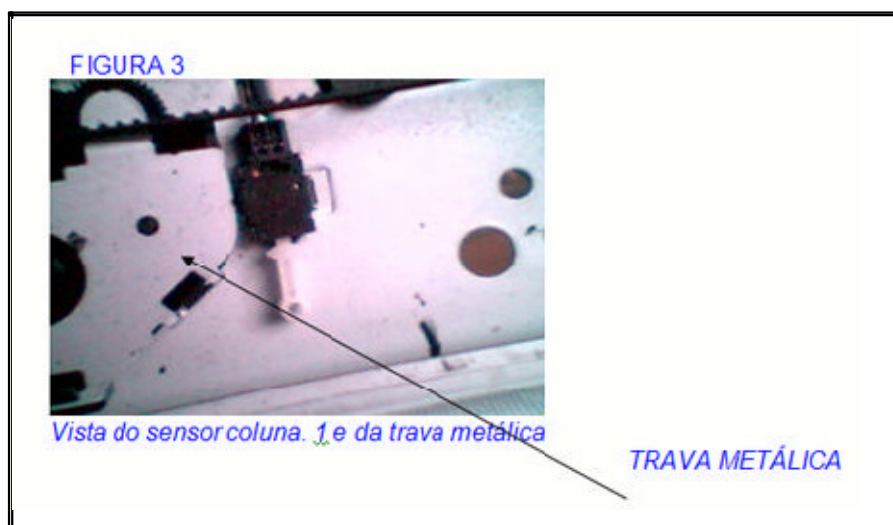 FIGURA 3
Vista do sensor coluna. 1 e da trava metálica
TRAVA METÁLICA